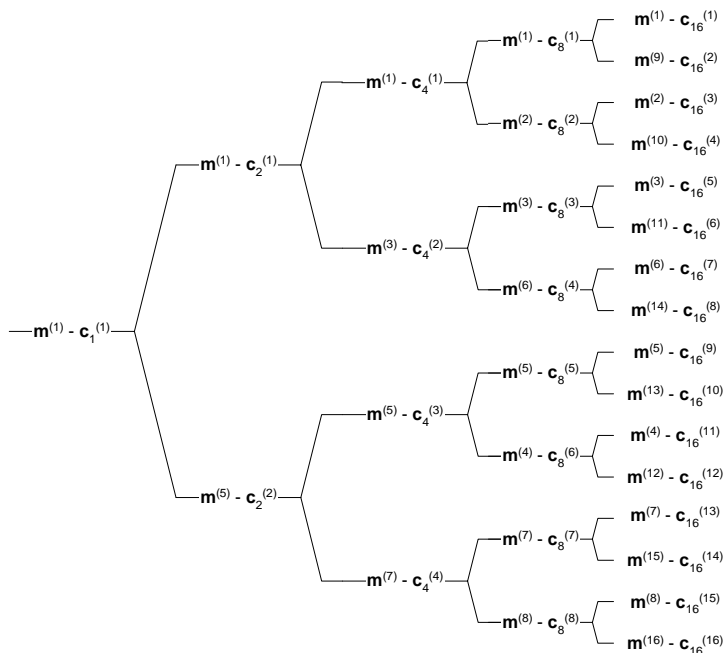 m(1) - c16(1)
m(1) - c8(1)
m(9) - c16(2)
m(1) - c4(1)
m(2) - c16(3)
m(2) - c8(2)
m(10) - c16(4)
m(1) - c2(1)
m(3) - c16(5)
m(3) - c8(3)
m(11) - c16(6)
m(3) - c4(2)
m(6) - c16(7)
m(6) - c8(4)
m(14) - c16(8)
m(1) - c1(1)
m(5) - c16(9)
m(5) - c8(5)
m(13) - c16(10)
m(5) - c4(3)
m(4) - c16(11)
m(4) - c8(6)
m(12) - c16(12)
m(5) - c2(2)
m(7) - c16(13)
m(7) - c8(7)
m(15) - c16(14)
m(7) - c4(4)
m(8) - c16(15)
m(8) - c8(8)
m(16) - c16(16)